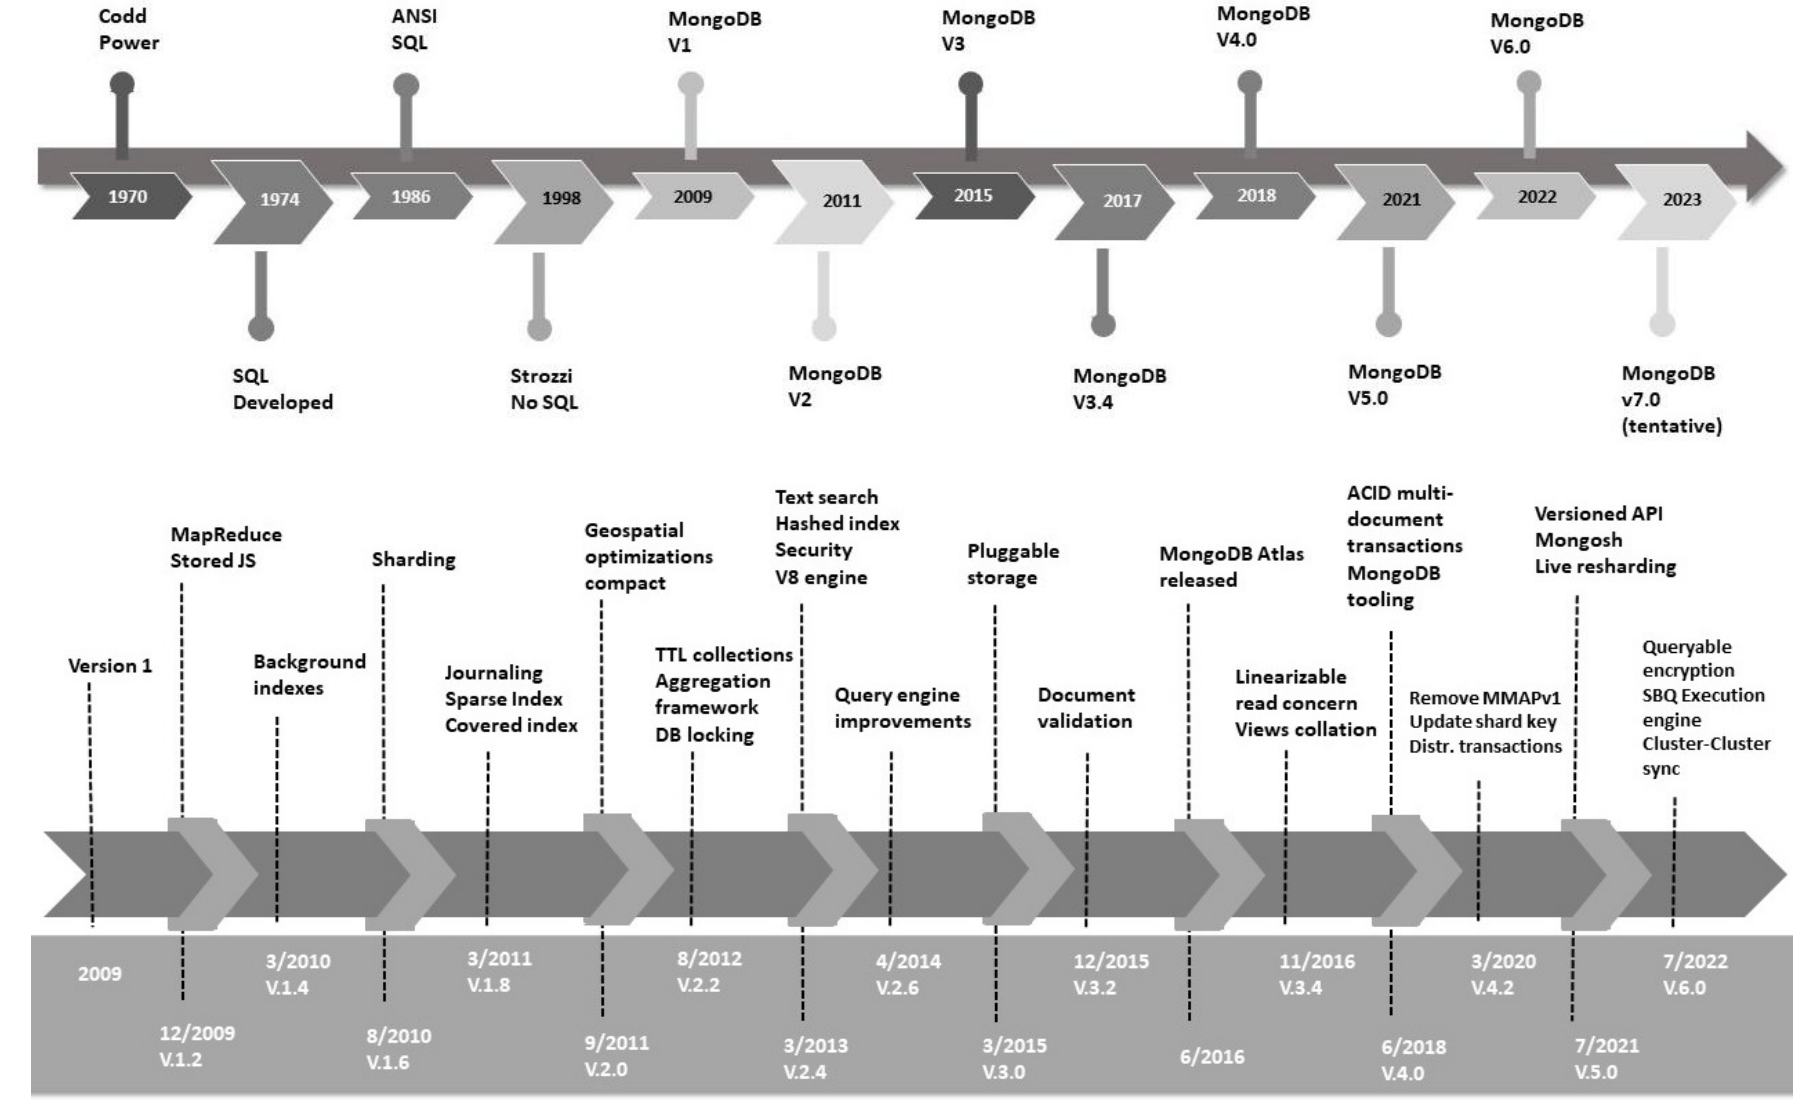 Codd
Power
ANSI
SQL
MongoDB
V1
MongoDB
V3
MongoDB
V4.0
MongoDB
V6.0
1970
1974
1986
1998
2009
2011
2015
2017
2018
2021
2022
2023
SQL
Developed
Strozzi
No SQL
MongoDB
V2
MongoDB
V3.4
MongoDB
V5.0
MongoDB
v7.0
(tentative)
Version 1
MapReduce
Stored JS
Background
indexes
Sharding
Journaling
Sparse Index
Covered index
Geospatial
optimizations
compact
TTL collections
Aggregation
framework
DB locking
Text search
Hashed index
Security
V8 engine
Query engine
improvements
Pluggable
storage
Document
validation
MongoDB Atlas
released
Linearizable
read concern
Views collation
ACID multi-
document
transactions
MongoDB
tooling
Remove MMAPv1
Update shard key
Distr. transactions
Versioned API
Mongosh
Live resharding
Queryable
encryption
SBQ Execution
engine
Cluster-Cluster
sync
2009
12/2009
V.1.2
3/2010
V.1.4
8/2010
V.1.6
3/2011
V.1.8
9/2011
V.2.0
8/2012
V.2.2
3/2013
V.2.4
4/2014
V.2.6
3/2015
V.3.0
12/2015
V.3.2
6/2016
11/2016
V.3.4
6/2018
V.4.0
3/2020
V.4.2
7/2021
V.5.0
7/2022
V.6.0